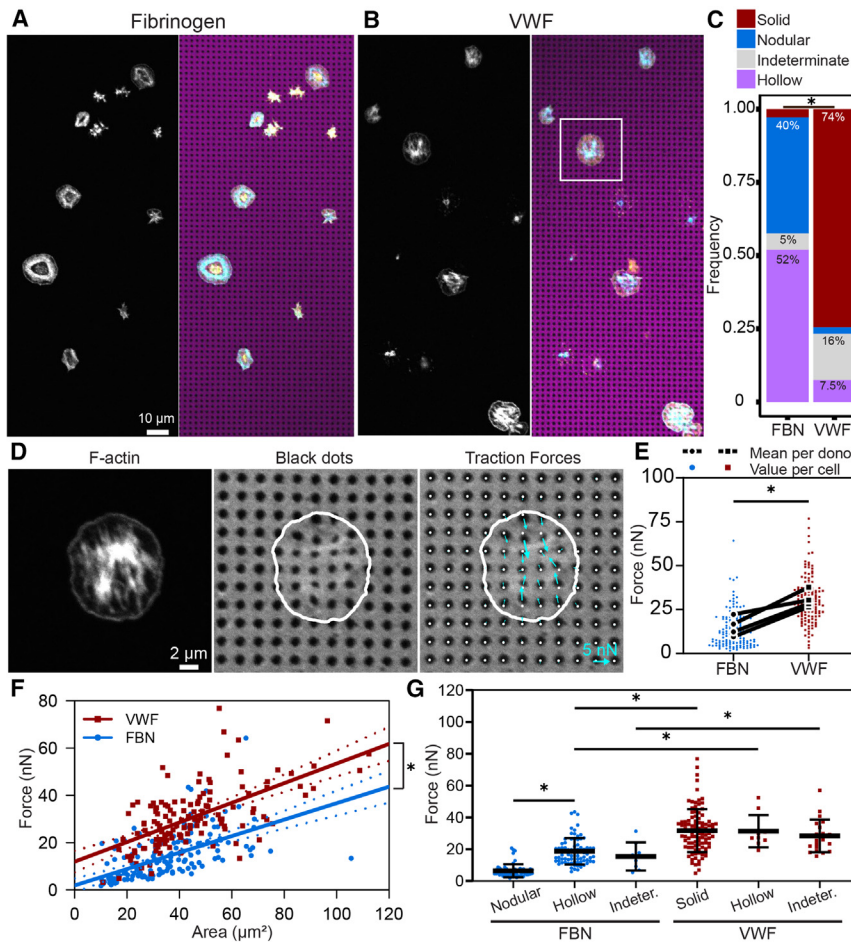 A
Fibrinogen
10 µm
B
VWF
C
Solid
Nodular
Indeterminate
Hollow
*
1.00
0.75
0.50
0.25
0
Frequency
40%
5%
52%
74%
16%
7.5%
FBN VWF
D
F-actin
Black dots
Traction Forces
2 µm
5 nN
E
Mean per dono
Value per cell
*
100
75
50
25
0
Force (nN)
FBN VWF
F
VWF
FBN
*
80
60
40
20
0
Force (nN)
0 20 40 60 80 100 120
Area (µm²)
G
120
100
80
60
40
20
0
Force (nN)
*
*
*
*
Nodular Hollow Indeter. Solid Hollow Indeter.
FBN VWF